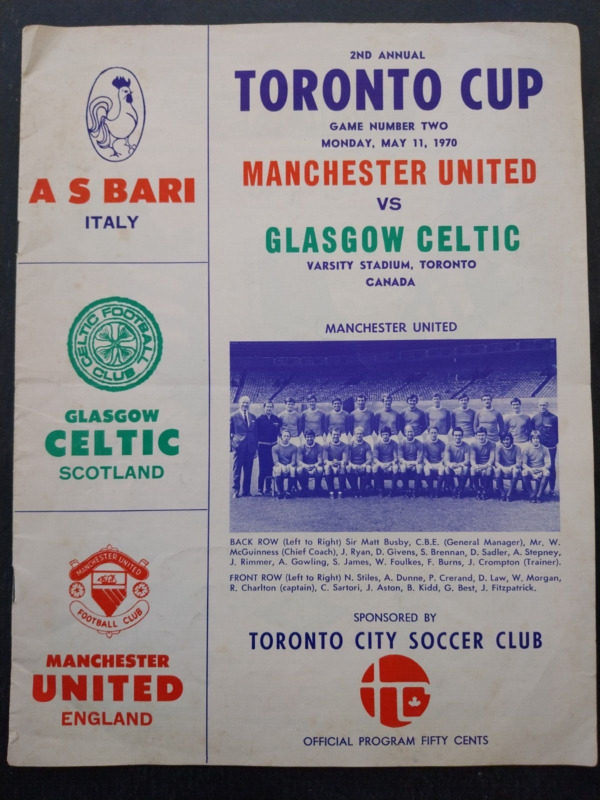 A S BARI
ITALY
CELTIC FOOTBALL CLUB
GLASGOW
CELTIC
SCOTLAND
MANCHESTER UNITED
FOOTBALL CLUB
MANCHESTER
UNITED
ENGLAND
2ND ANNUAL
TORONTO CUP
GAME NUMBER TWO
MONDAY, MAY 11, 1970
MANCHESTER UNITED
VS
GLASGOW CELTIC
VARSITY STADIUM, TORONTO
CANADA
MANCHESTER UNITED
BACK ROW (Left to Right) Sir Matt Busby, C.B.E. (General Manager), Mr. W.
McGuinness (Chief Coach), J. Ryan, D. Givens, S. Brennan, D. Sadler, A. Stepney,
J. Rimmer, A. Gowling, S. James, W. Foulkes, F. Burns, J. Crompton (Trainer).
FRONT ROW (Left to Right) N. Stiles, A. Dunne, P. Crerand, D. Law, W. Morgan,
R. Charlton (captain), C. Sartori, J. Aston, B. Kidd, G. Best, J. Fitzpatrick.
SPONSORED BY
TORONTO CITY SOCCER CLUB
OFFICIAL PROGRAM FIFTY CENTS